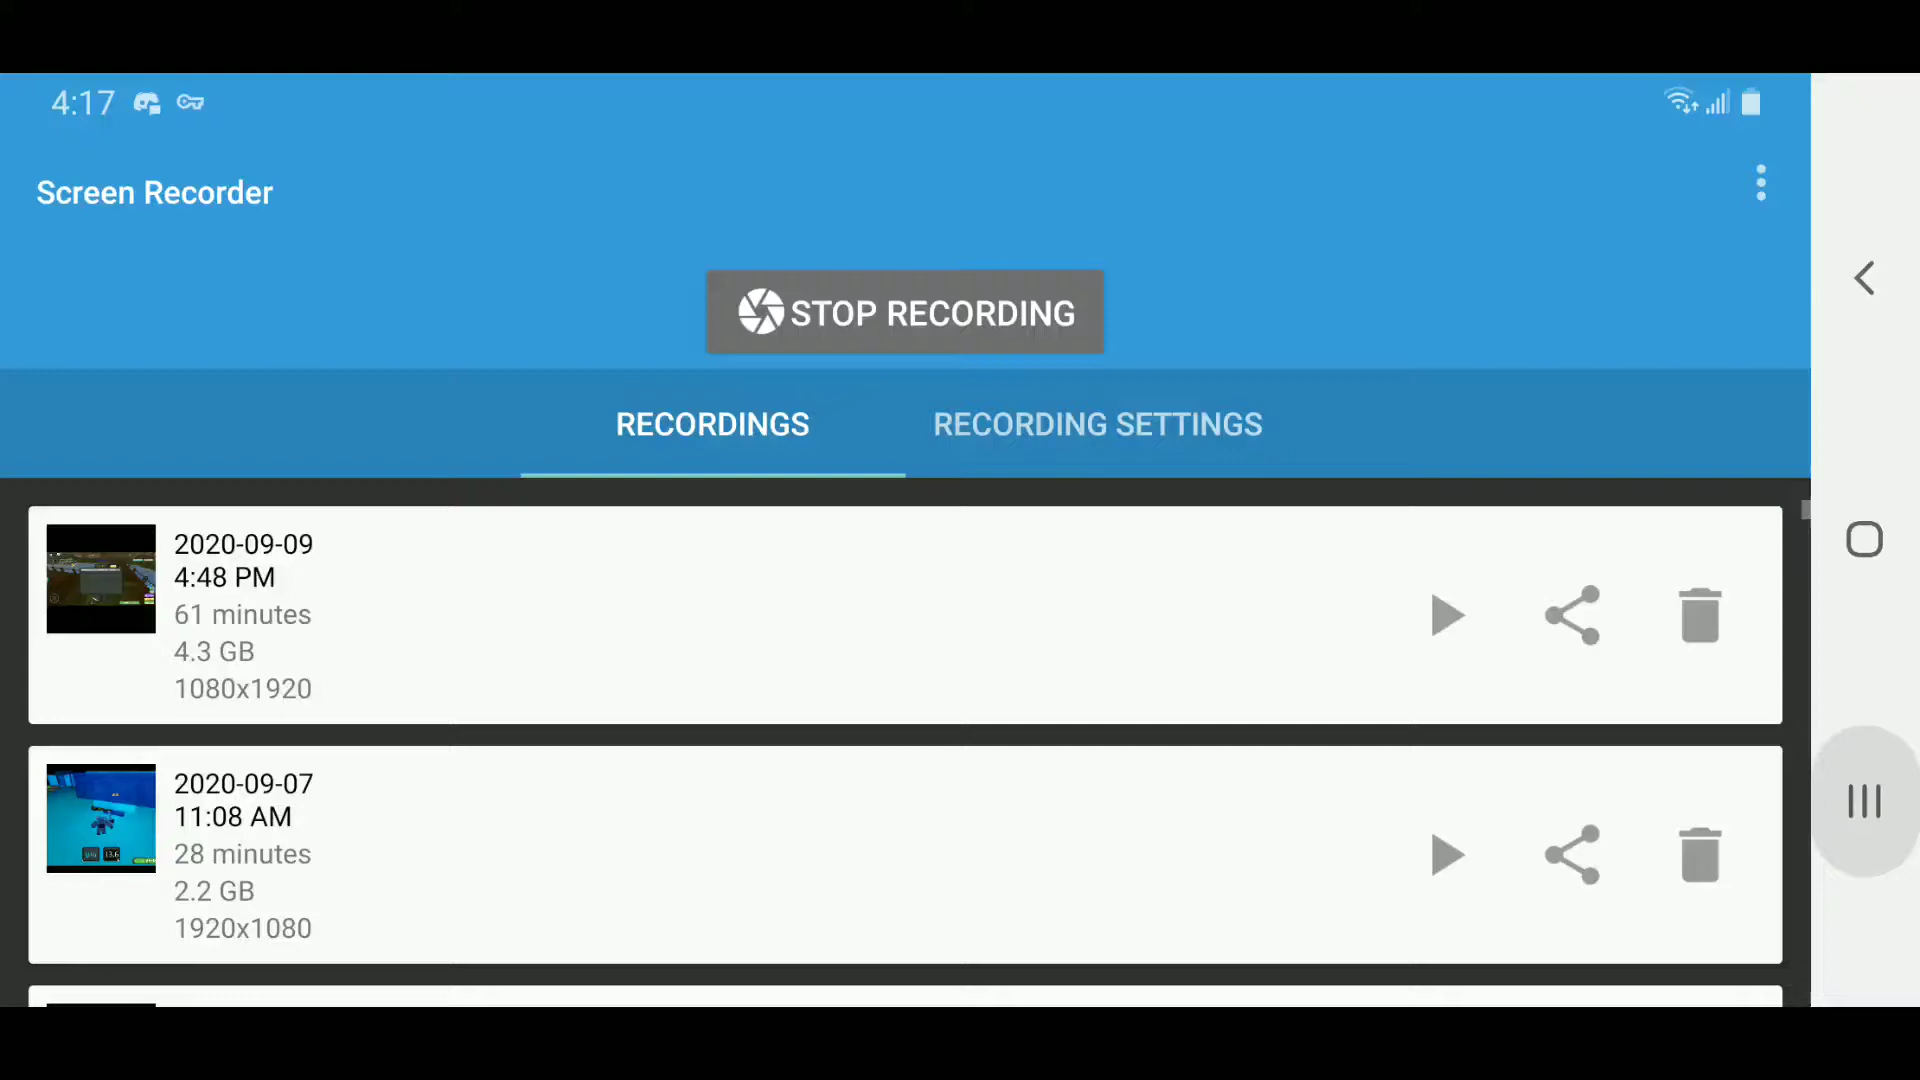 4:17
Screen Recorder
STOP RECORDING
RECORDINGS
RECORDING SETTINGS
2020-09-09
4:48 PM
61 minutes
4.3 GB
1080x1920
2020-09-07
11:08 AM
28 minutes
2.2 GB
1920x1080